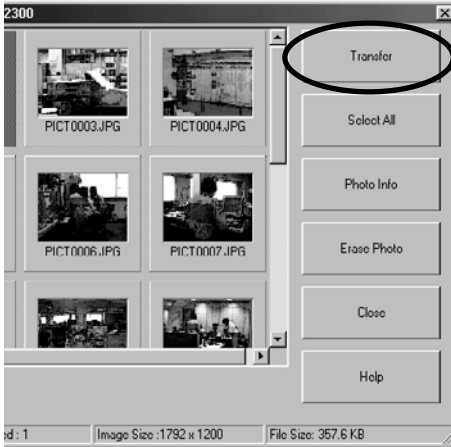 2300
Transfer
PICT0003.JPG PICT0004.JPG
Select All
Photo Info
PICT0006.JPG PICT0007.JPG
Erase Photo
Close
Help
ed : 1 Image Size :1792 x 1200 File Size: 357.6 KB